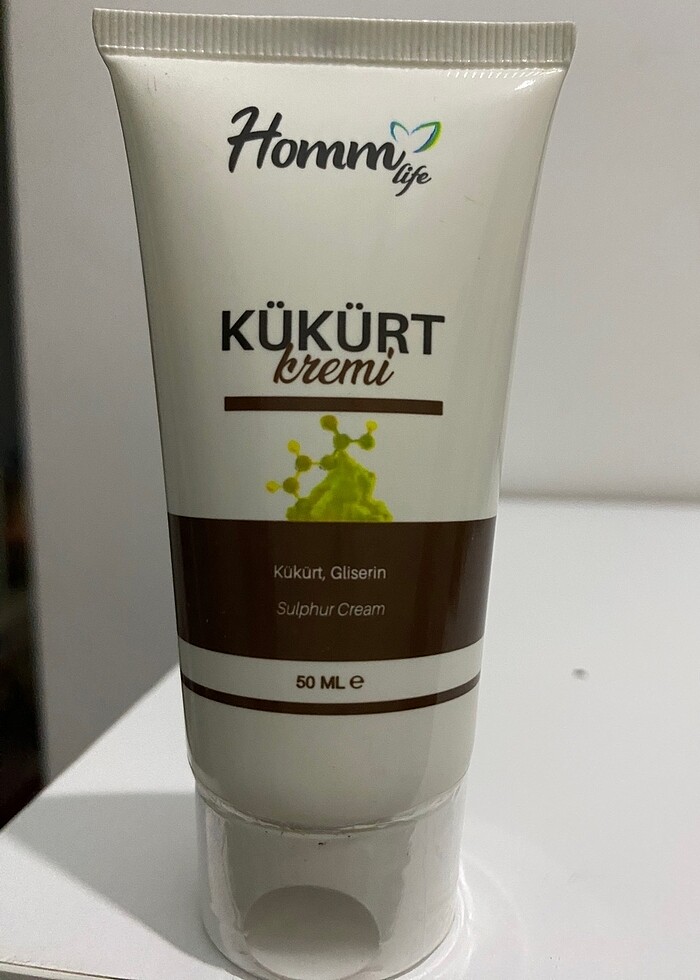 Homm
life
KÜKÜRT
kremi
Kükürt, Gliserin
Sulphur Cream
50 ML ℮